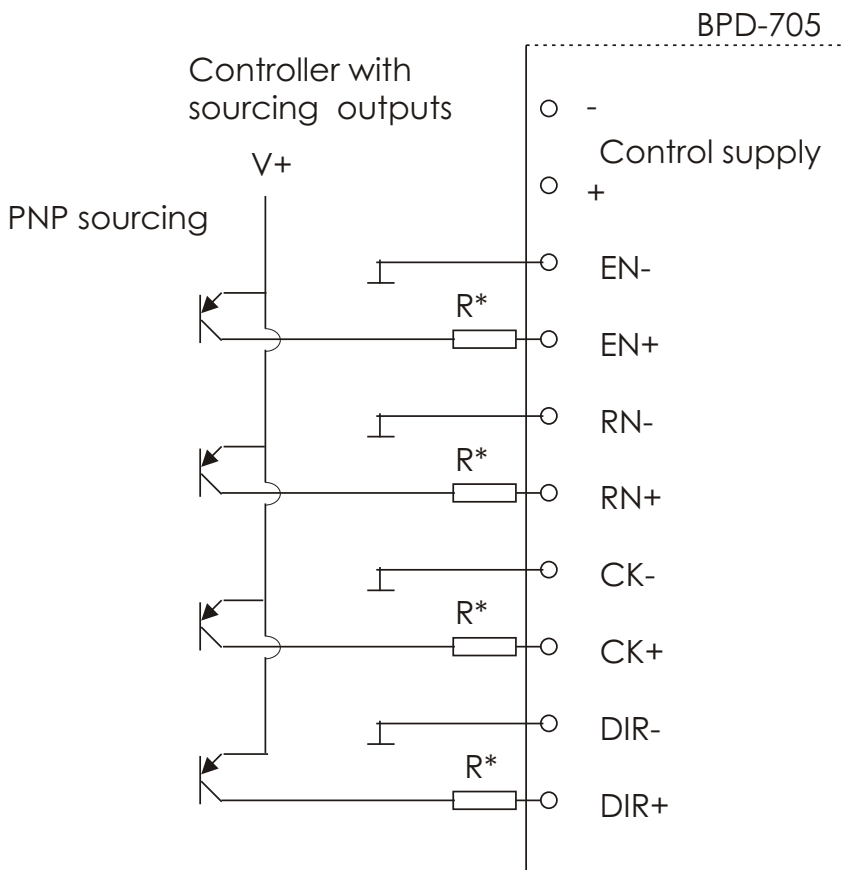 BPD-705
Controller with
sourcing outputs
-
Control supply
V+
+
PNP sourcing
EN-
R*
EN+
RN-
R*
RN+
CK-
R*
CK+
DIR-
R*
DIR+